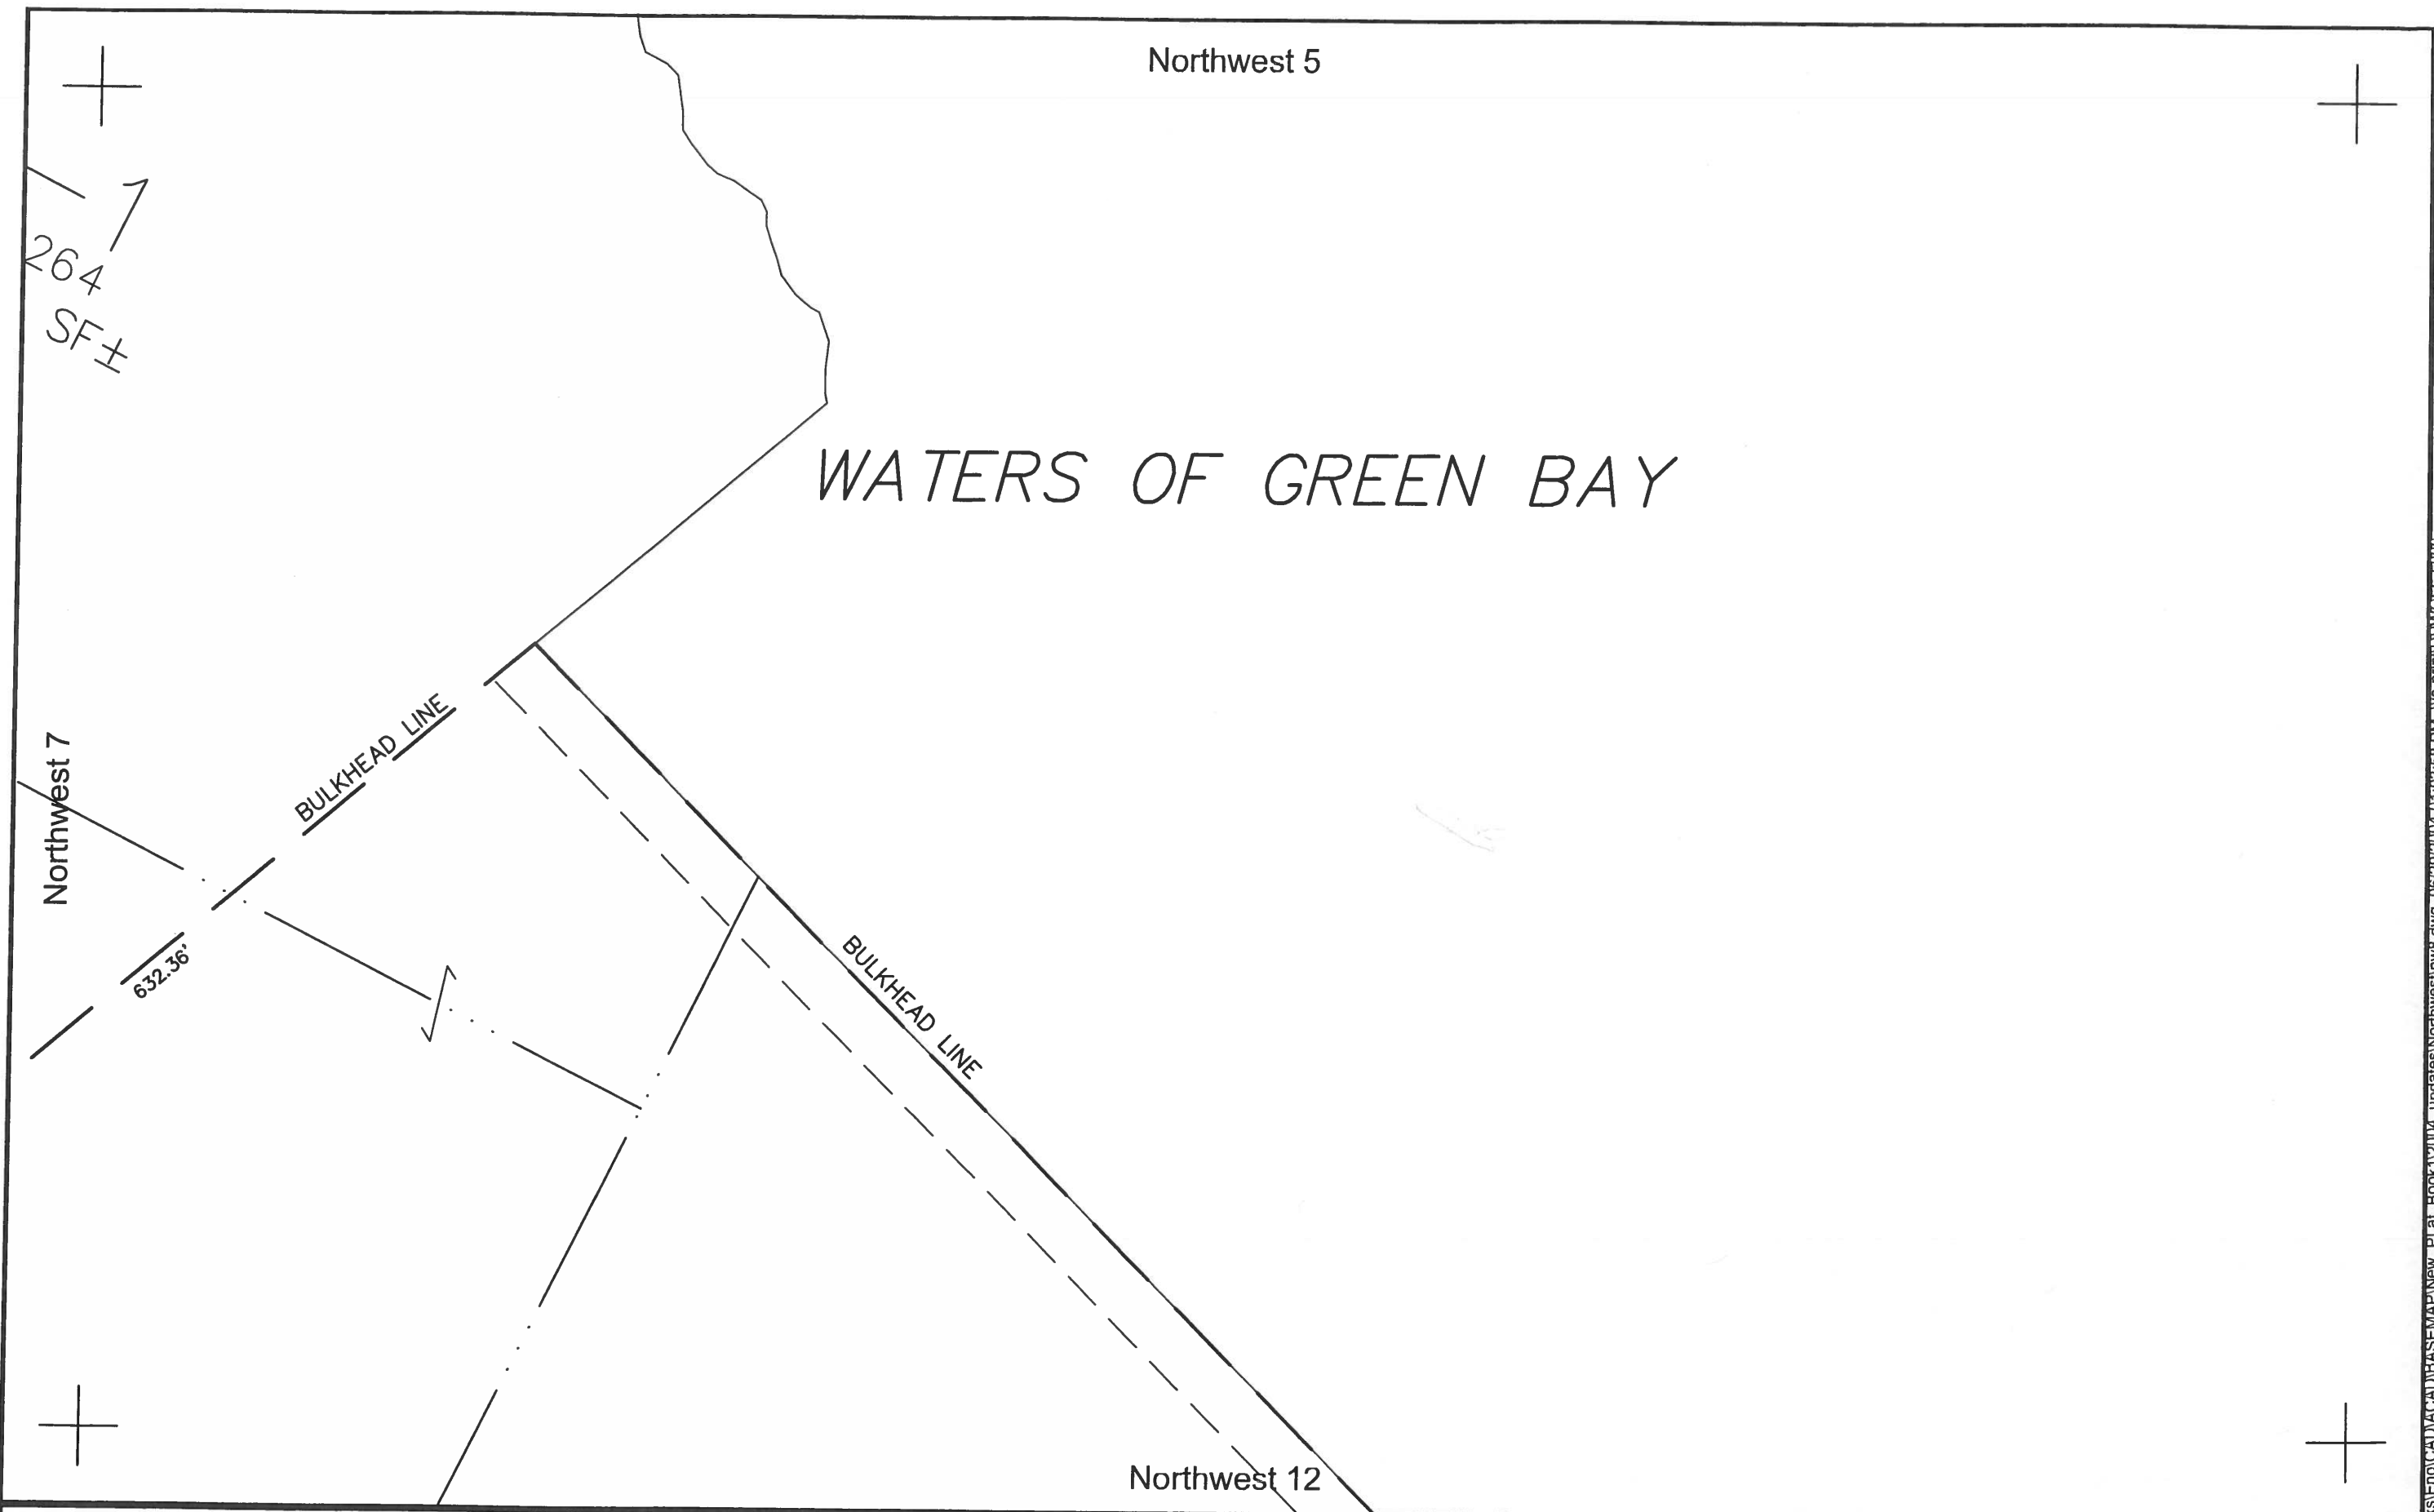 Northwest 5
1
264
SF±
WATERS OF GREEN BAY
BULKHEAD LINE
Northwest 7
632.36'
BULKHEAD LINE
Northwest 12